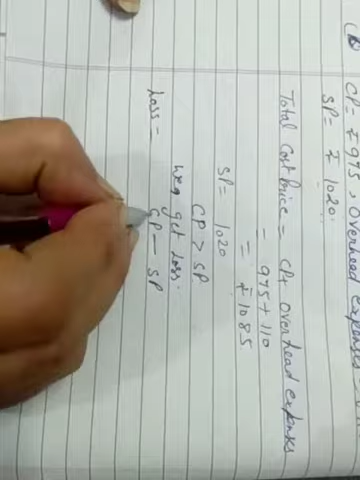 (b) CP = ₹ 975, Overhead Expenses
SP = ₹ 1020.
Total Cost Price = CP + Overhead expenses
= 975 + 110
= ₹ 1085
SP = 1020
CP > SP
get loss.
Loss = CP - SP